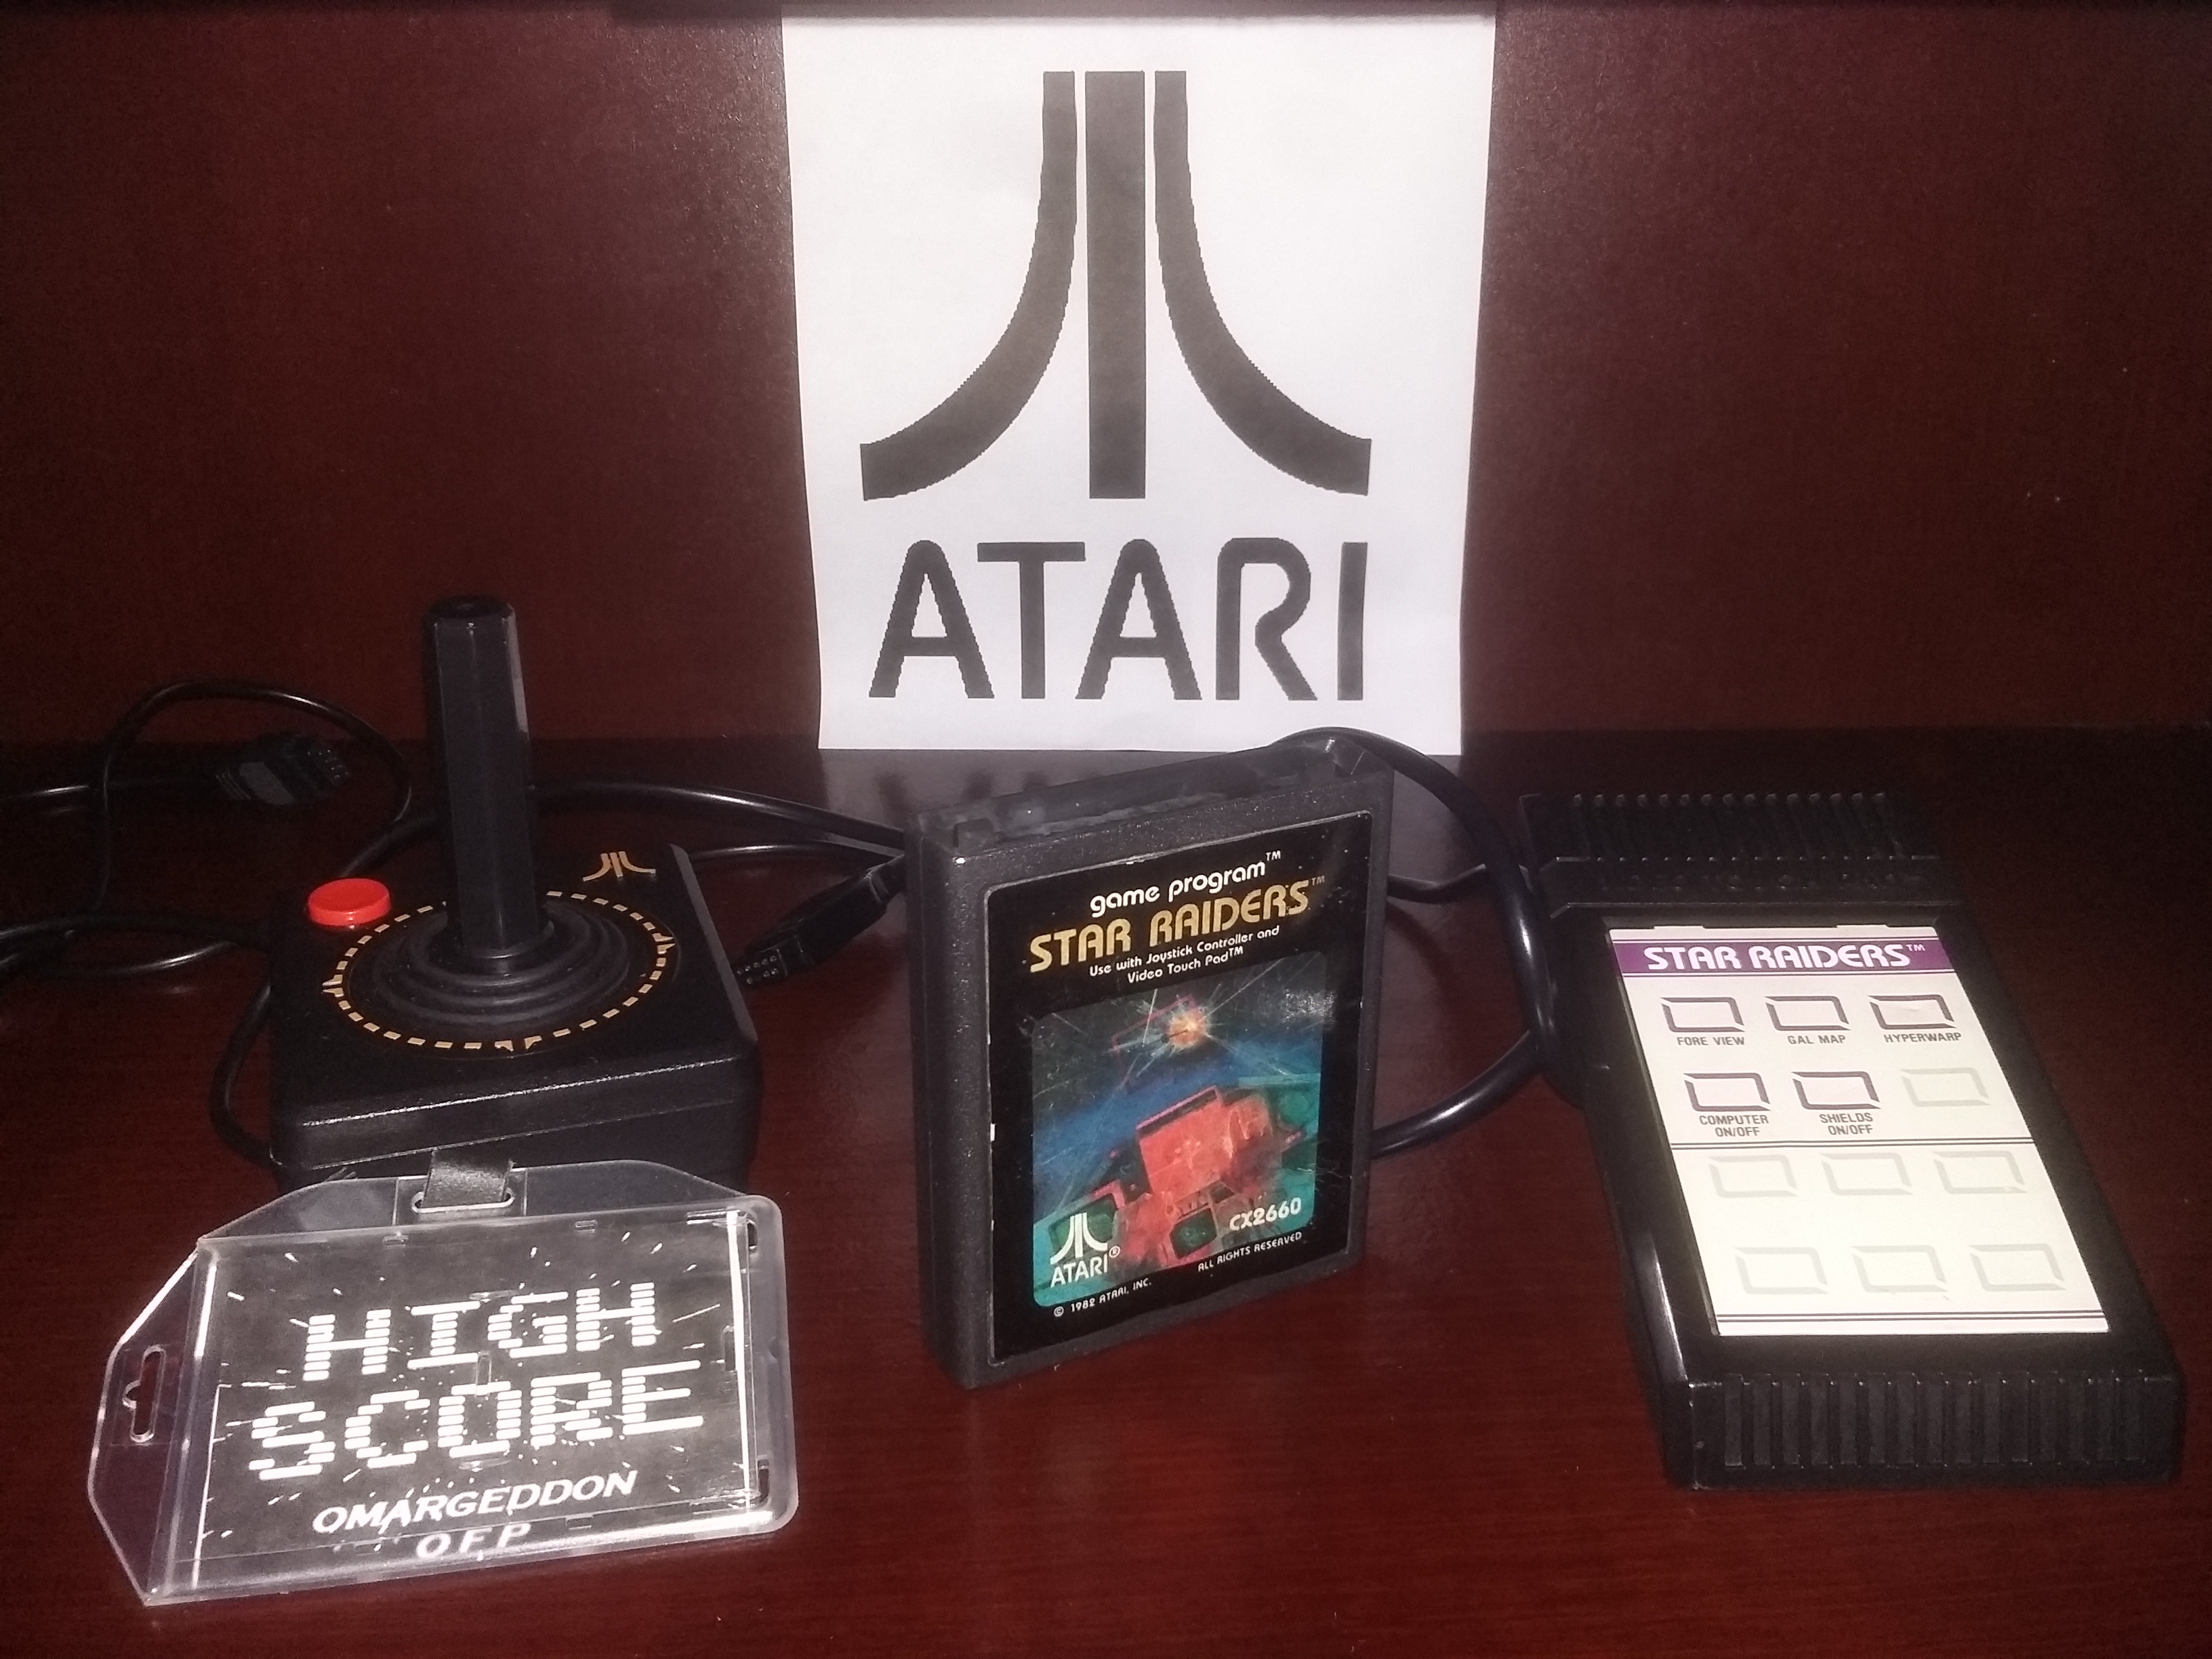 ATARI
game program™
STAR RAIDERS™
Use with Joystick Controller and
Video Touch Pad™
CX2660
ATARI®
© 1982 ATARI, INC. ALL RIGHTS RESERVED
STAR RAIDERS™
FORE VIEW GAL MAP HYPERWARP
COMPUTER ON/OFF SHIELDS ON/OFF
HIGH
SCORE
OMARGEDDON
OFP